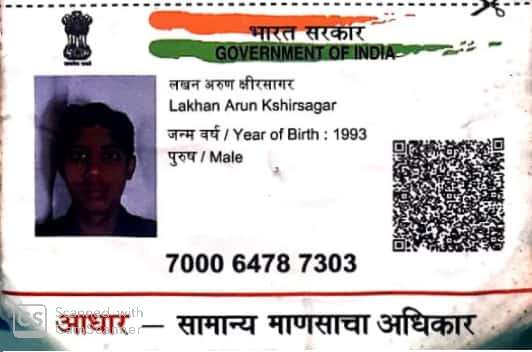 भारत सरकार
GOVERNMENT OF INDIA
लखन अरुण क्षीरसागर
Lakhan Arun Kshirsagar
जन्म वर्ष / Year of Birth : 1993
पुरुष / Male
7000 6478 7303
CS Scanned with
CamScanner
आधार — सामान्य माणसाचा अधिकार